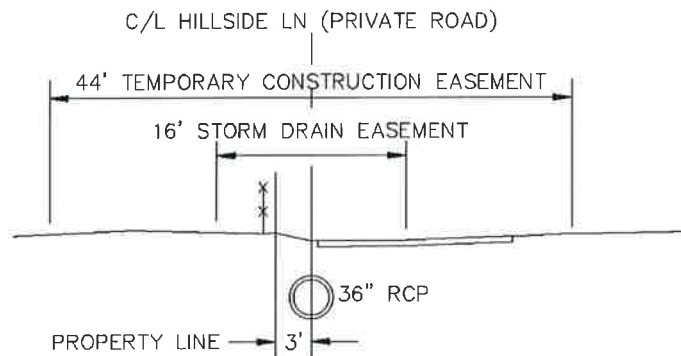 C/L HILLSIDE LN (PRIVATE ROAD)
44' TEMPORARY CONSTRUCTION EASEMENT
16' STORM DRAIN EASEMENT
X
X
36" RCP
PROPERTY LINE 3'